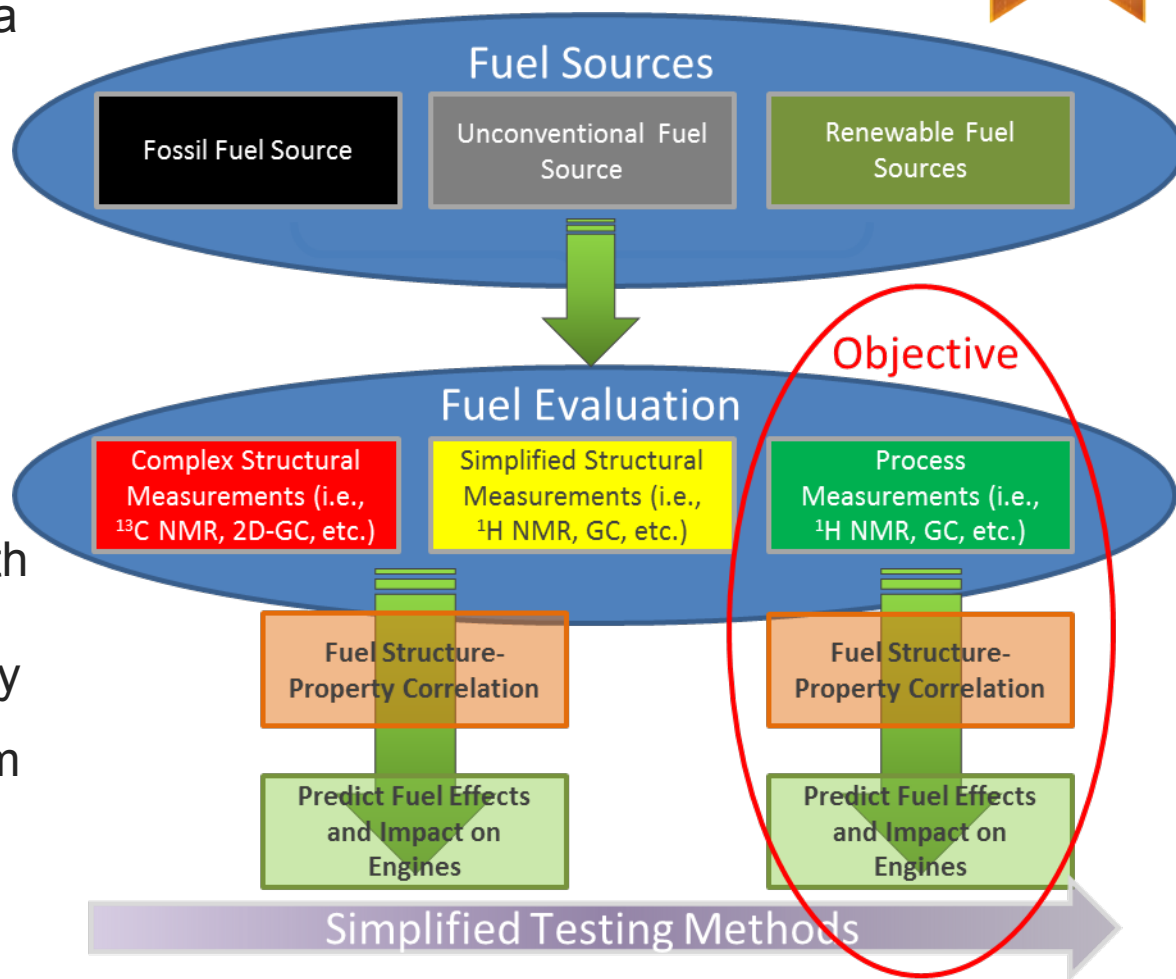 a
Fuel Sources
Fossil Fuel Source
Unconventional Fuel
Source
Renewable Fuel
Sources
Objective
Fuel Evaluation
Complex Structural
Measurements (i.e.,
¹³C NMR, 2D-GC, etc.)
Simplified Structural
Measurements (i.e.,
¹H NMR, GC, etc.)
Process
Measurements (i.e.,
¹H NMR, GC, etc.)
th
y
m
Fuel Structure-
Property Correlation
Fuel Structure-
Property Correlation
Predict Fuel Effects
and Impact on
Engines
Predict Fuel Effects
and Impact on
Engines
Simplified Testing Methods